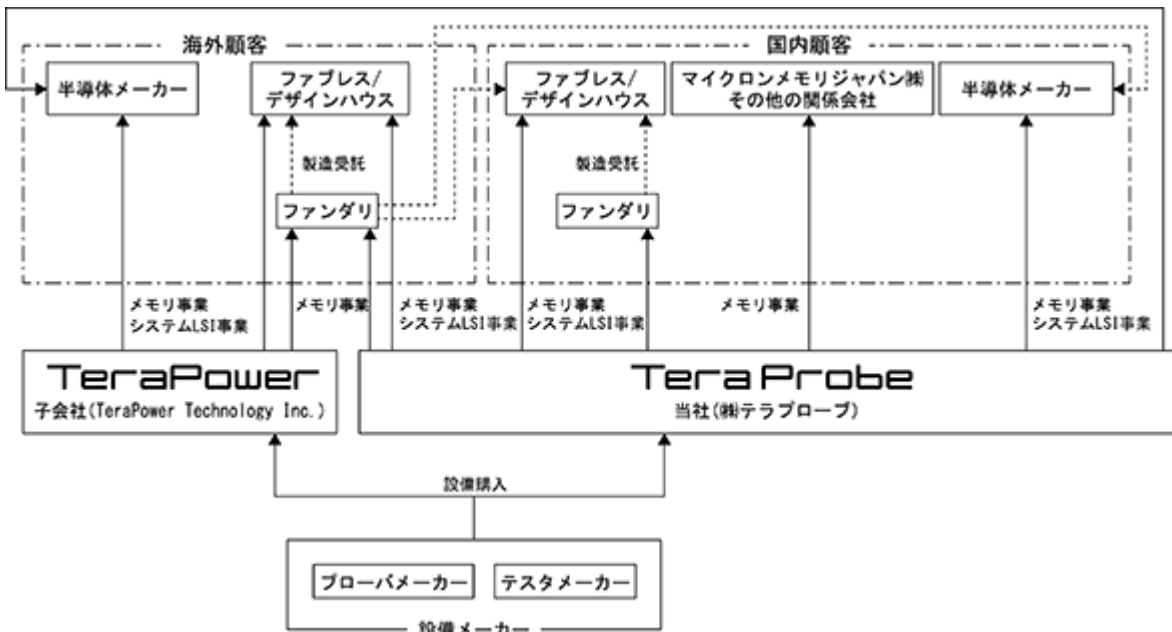 海外顧客
国内顧客
半導体メーカー
ファブレス/
デザインハウス
ファブレス/
デザインハウス
マイクロンメモリジャパン㈱
その他の関係会社
半導体メーカー
製造受託
製造受託
ファンダリ
ファンダリ
メモリ事業
システムLSI事業
メモリ事業
メモリ事業
システムLSI事業
メモリ事業
システムLSI事業
メモリ事業
メモリ事業
システムLSI事業
TeraPower
子会社(TeraPower Technology Inc.)
Tera Probe
当社(㈱テラプローブ)
設備購入
プローバメーカー
テスタメーカー
設備メーカー